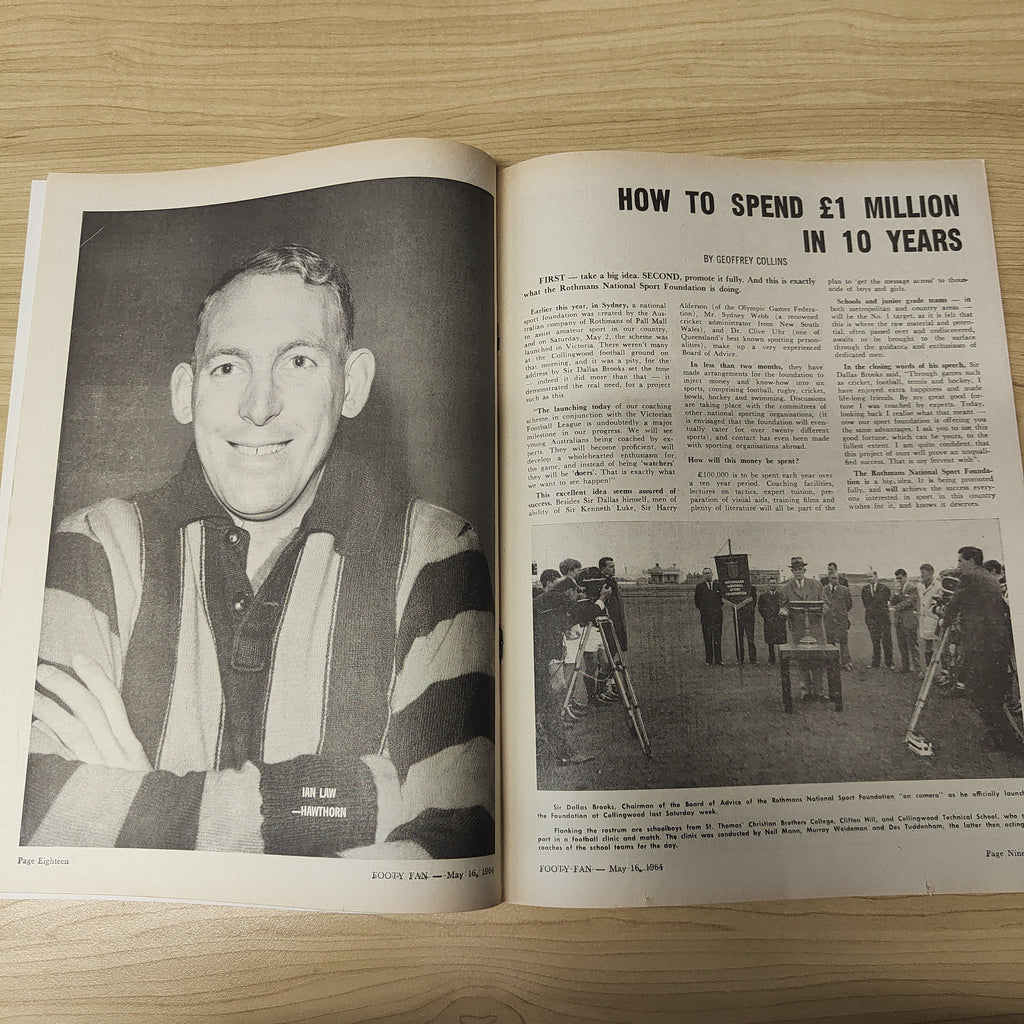 IAN LAW
—HAWTHORN
Page Eighteen
FOOTY FAN — May 16, 1964
HOW TO SPEND £1 MILLION
IN 10 YEARS
BY GEOFFREY COLLINS
FIRST — take a big idea. SECOND, promote it fully. And this is exactly
what the Rothmans National Sport Foundation is doing.
Earlier this year, in Sydney, a national
sport foundation was created by the Aus-
tralian company of Rothmans of Pall Mall
to assist amateur sport in our country,
and on Saturday, May 2, the scheme was
launched in Victoria. There weren't many
at the Collingwood football ground on
that morning, and it was a pity, for the
address by Sir Dallas Brooks set the tone
— indeed it did more than that — it
demonstrated the real need, for a project
such as this.
"The launching today of our coaching
scheme in conjunction with the Victorian
Football League is undoubtedly a major
milestone in our progress. We will see
young Australians being coached by ex-
perts. They will become proficient, will
develop a wholehearted enthusiasm for
the game, and instead of being 'watchers'
they will be 'doers'. That is exactly what
we want to see happen!"
This excellent idea seems assured of
success. Besides Sir Dallas himself, men of
ability of Sir Kenneth Luke, Sir Harry
Alderson (of the Olympic Games Federa-
tion), Mr. Sydney Webb (a renowned
cricket administrator from New South
Wales), and Dr. Clive Uhr (one of
Queensland's best known sporting person-
alities), make up a very experienced
Board of Advice.
In less than two months, they have
made arrangements for the foundation to
inject money and know-how into six
sports, comprising football, rugby, cricket,
bowls, hockey and swimming. Discussions
are taking place with the committees of
other national sporting organisations, (it
is envisaged that the foundation will even-
tually cater for over twenty different
sports), and contact has even been made
with sporting organisations abroad.
How will this money be spent?
£100,000 is to be spent each year over
a ten year period. Coaching facilities,
lectures on tactics, expert tuition, pre-
paration of visual aids, training films and
plenty of literature will all be part of the
plan to 'get the message across' to thous-
ands of boys and girls.
Schools and junior grade teams — in
both metropolitan and country areas —
will be the No. 1 target, as it is felt that
this is where the raw material and poten-
tial, often passed over and undiscovered,
awaits to be brought to the surface
through the guidance and enthusiasm of
dedicated men.
In the closing words of his speech, Sir
Dallas Brooks said, "Through games such
as cricket, football, tennis and hockey, I
have enjoyed extra happiness and made
life-long friends. By my great good for-
tune I was coached by experts. Today,
looking back I realise what that meant —
now our sport foundation is offering you
the same advantages. I ask you to use this
good fortune, which can be yours, to the
fullest extent. I am quite confident that
this project of ours will prove an unquali-
fied success. That is my fervent wish".
The Rothmans National Sport Founda-
tion is a big idea. It is being promoted
fully, and will achieve the success every-
one interested in sport in this country
wishes for it, and knows it deserves.
ROTHMANS
NATIONAL
SPORT
FOUNDATION
Sir Dallas Brooks, Chairman of the Board of Advice of the Rothmans National Sport Foundation "on camera" as he officially launch
the Foundation at Collingwood last Saturday week.
Flanking the rostrum are schoolboys from St. Thomas' Christian Brothers College, Clifton Hill, and Collingwood Technical School, who
part in a football clinic and match. The clinic was conducted by Neil Mann, Murray Weideman and Des Tuddenham, the latter then acting
coaches of the school teams for the day.
FOOTY FAN — May 16, 1964
Page Nine